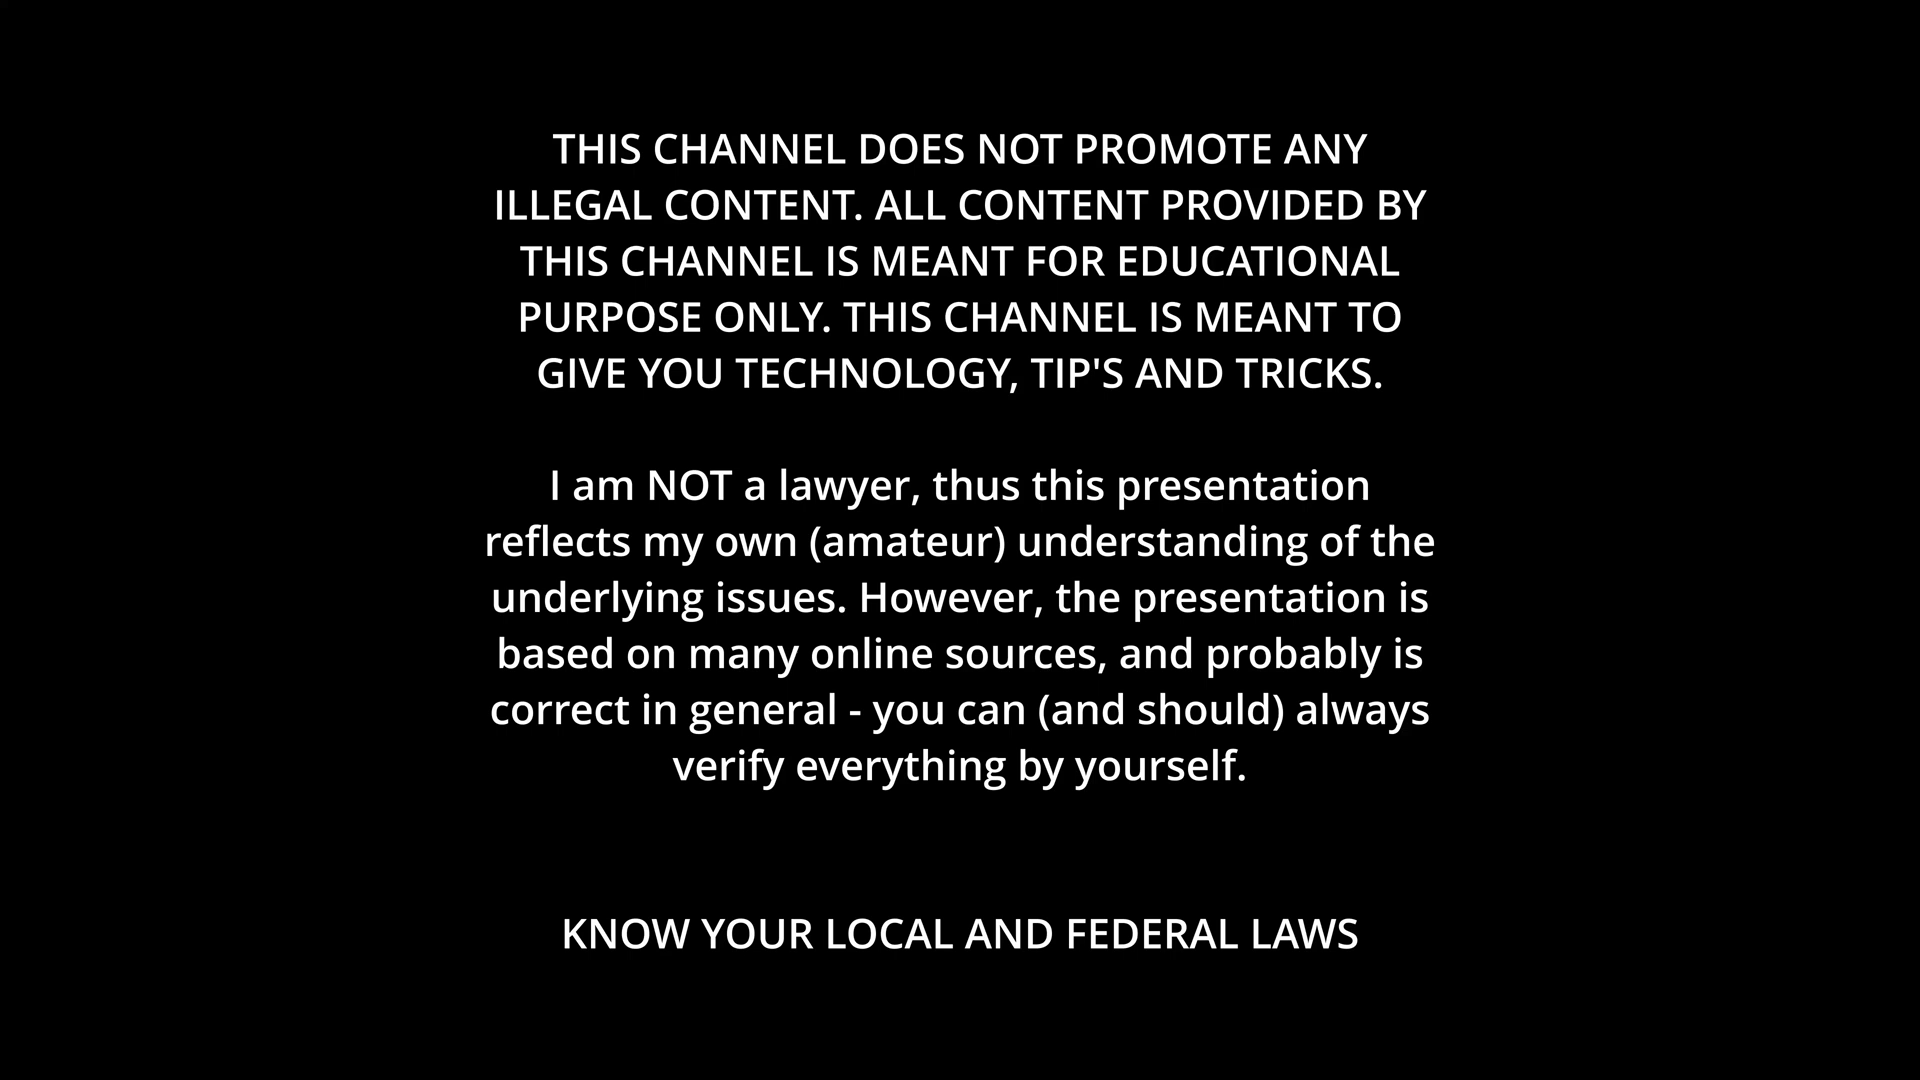 THIS CHANNEL DOES NOT PROMOTE ANY
ILLEGAL CONTENT. ALL CONTENT PROVIDED BY
THIS CHANNEL IS MEANT FOR EDUCATIONAL
PURPOSE ONLY. THIS CHANNEL IS MEANT TO
GIVE YOU TECHNOLOGY, TIP'S AND TRICKS.
I am NOT a lawyer, thus this presentation
reflects my own (amateur) understanding of the
underlying issues. However, the presentation is
based on many online sources, and probably is
correct in general - you can (and should) always
verify everything by yourself.
KNOW YOUR LOCAL AND FEDERAL LAWS